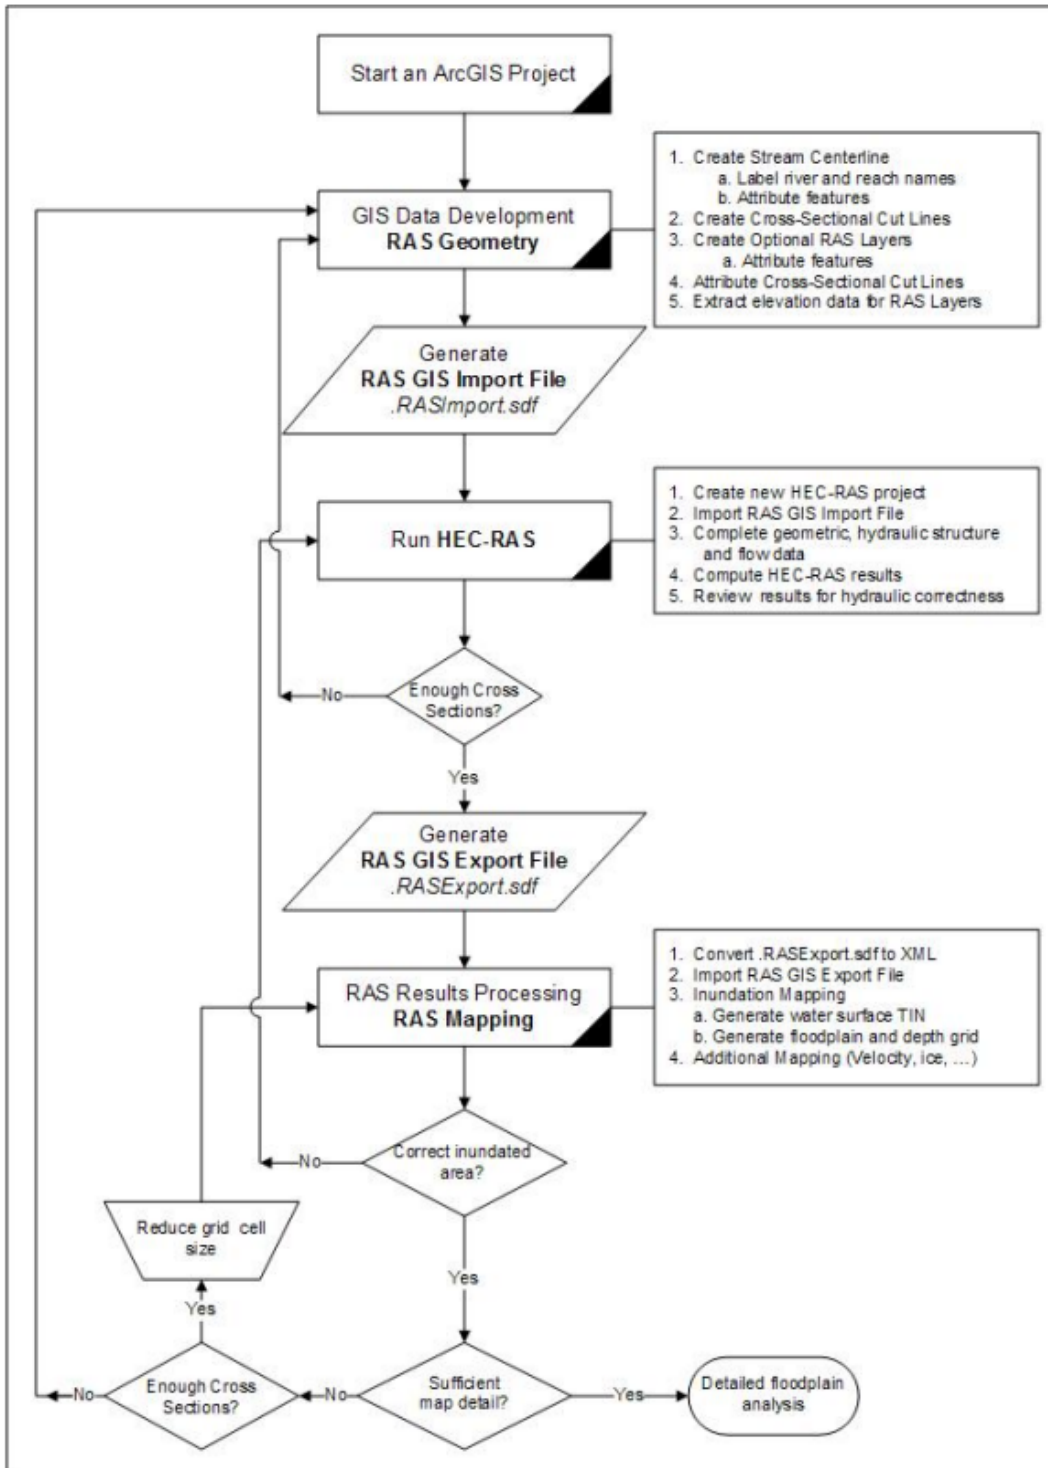 Start an ArcGIS Project
1. Create Stream Centerline
a. Label river and reach names
b. Attribute features
2. Create Cross-Sectional Cut Lines
3. Create Optional RAS Layers
a. Attribute features
4. Attribute Cross-Sectional Cut Lines
5. Extract elevation data for RAS Layers
GIS Data Development
RAS Geometry
Generate
RAS GIS Import File
.RASImport.sdf
1. Create new HEC-RAS project
2. Import RAS GIS Import File
3. Complete geometric, hydraulic structure
and flow data
4. Compute HEC-RAS results
5. Review results for hydraulic correctness
Run HEC-RAS
No
Enough Cross
Sections?
Yes
Generate
RAS GIS Export File
.RASExport.sdf
1. Convert .RASExport.sdf to XML
2. Import RAS GIS Export File
3. Inundation Mapping
a. Generate water surface TIN
b. Generate floodplain and depth grid
4. Additional Mapping (Velocity, ice, ...)
RAS Results Processing
RAS Mapping
No
Correct inundated
area?
Reduce grid cell
size
Yes
Yes
No
Enough Cross
Sections?
No
Sufficient
map detail?
Yes
Detailed floodplain
analysis